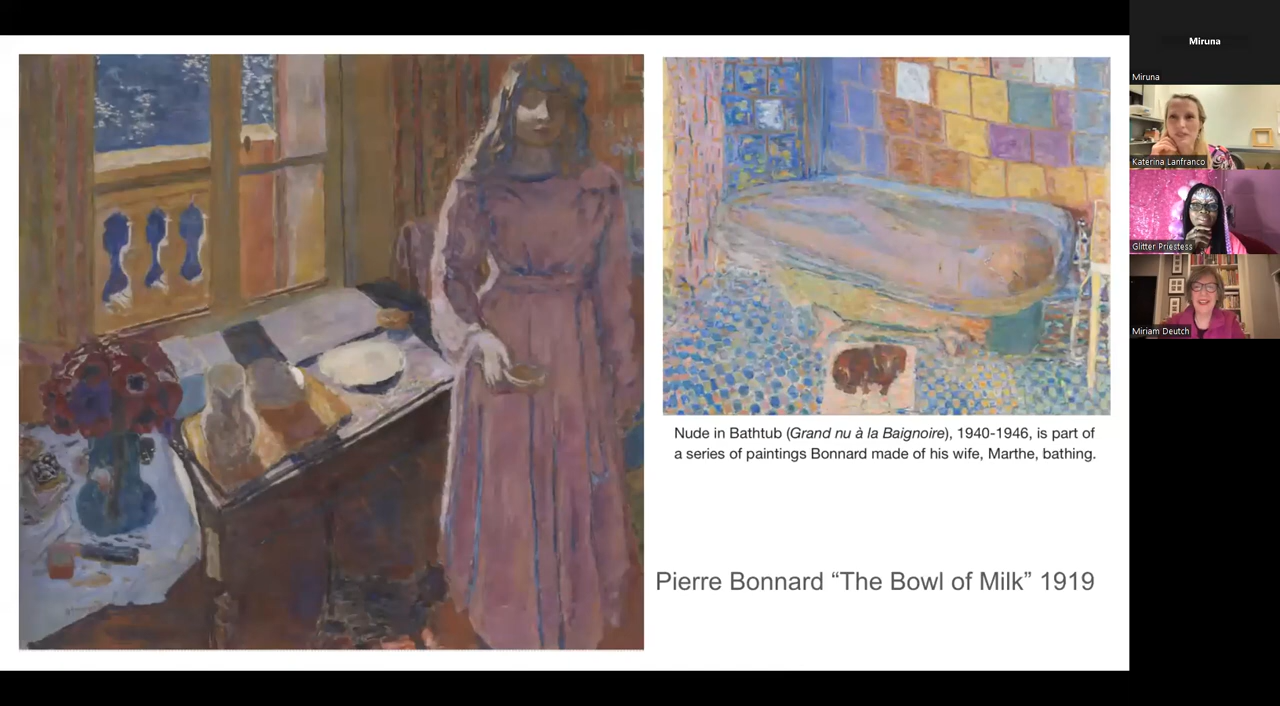 Miruna
Miruna
Katerina Lanfranco
Glitter Priestess
Miriam Deutch
Nude in Bathtub (Grand nu à la Baignoire), 1940-1946, is part of
a series of paintings Bonnard made of his wife, Marthe, bathing.
Pierre Bonnard “The Bowl of Milk” 1919